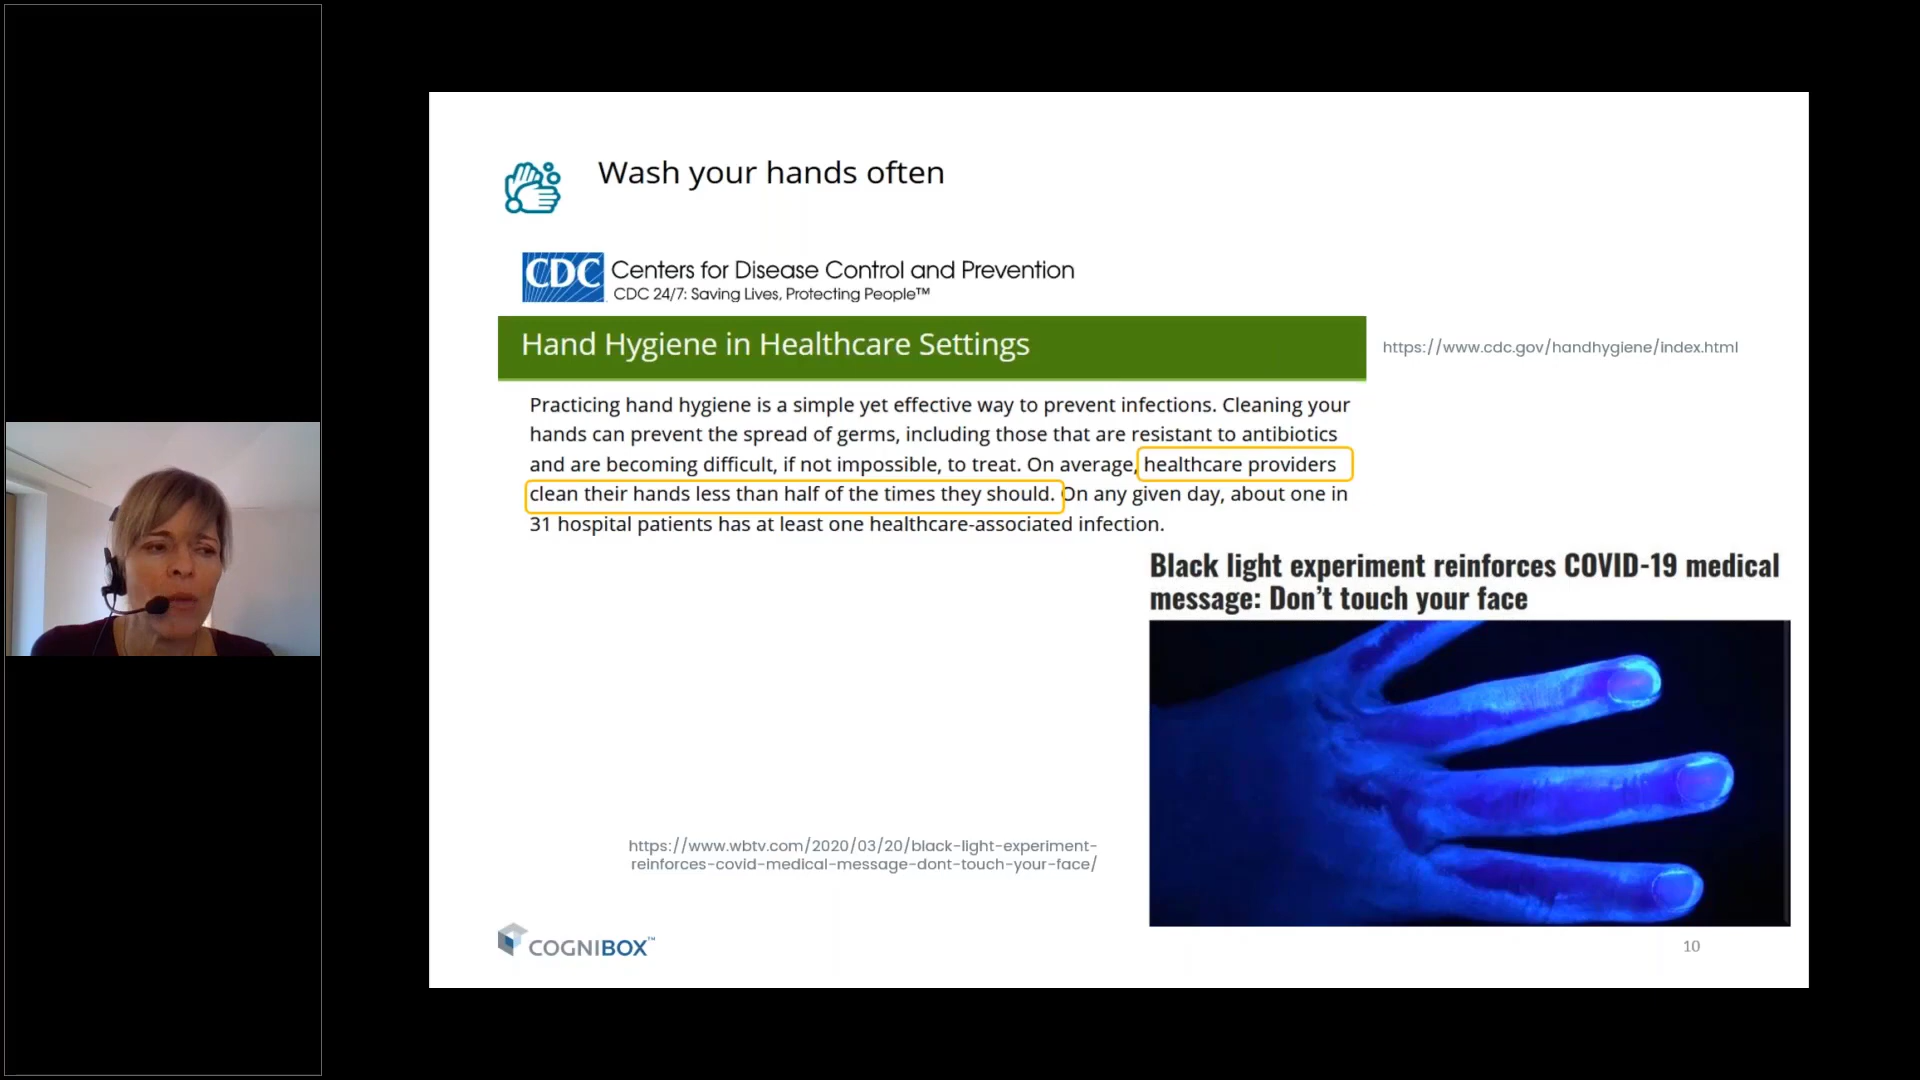 Wash your hands often
CDC
Centers for Disease Control and Prevention
CDC 24/7: Saving Lives, Protecting People™
Hand Hygiene in Healthcare Settings
https://www.cdc.gov/handhygiene/index.html
Practicing hand hygiene is a simple yet effective way to prevent infections. Cleaning your
hands can prevent the spread of germs, including those that are resistant to antibiotics
and are becoming difficult, if not impossible, to treat. On average, healthcare providers
clean their hands less than half of the times they should. On any given day, about one in
31 hospital patients has at least one healthcare-associated infection.
Black light experiment reinforces COVID-19 medical
message: Don't touch your face
https://www.wbtv.com/2020/03/20/black-light-experiment-
reinforces-covid-medical-message-dont-touch-your-face/
COGNIBOX™
10